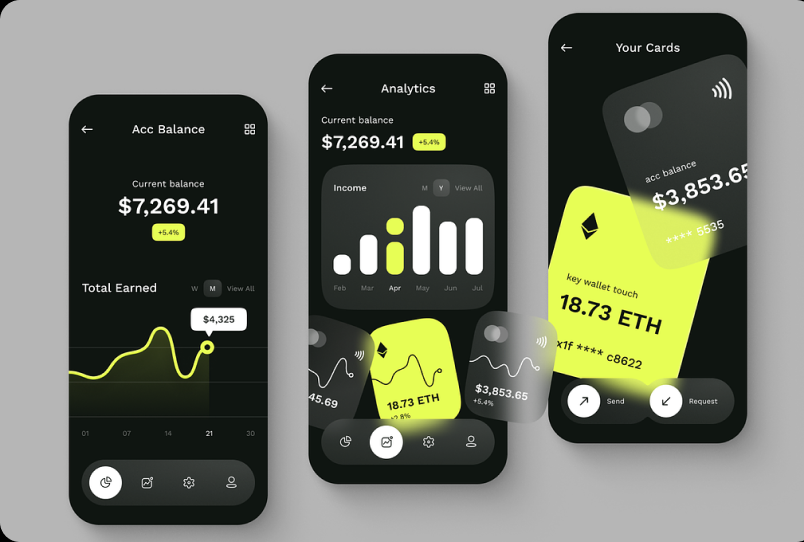 Acc Balance
Current balance
$7,269.41
+5.4%
Total Earned
W M View All
$4,325
01 07 14 21 30
Analytics
Current balance
$7,269.41 +5.4%
Income
M Y View All
Feb Mar Apr May Jun Jul
45.69
18.73 ETH
+2.8%
$3,853.65
+5.4%
Your Cards
acc balance
$3,853.65
**** 5635
key wallet touch
18.73 ETH
x1f **** c8622
Send
Request